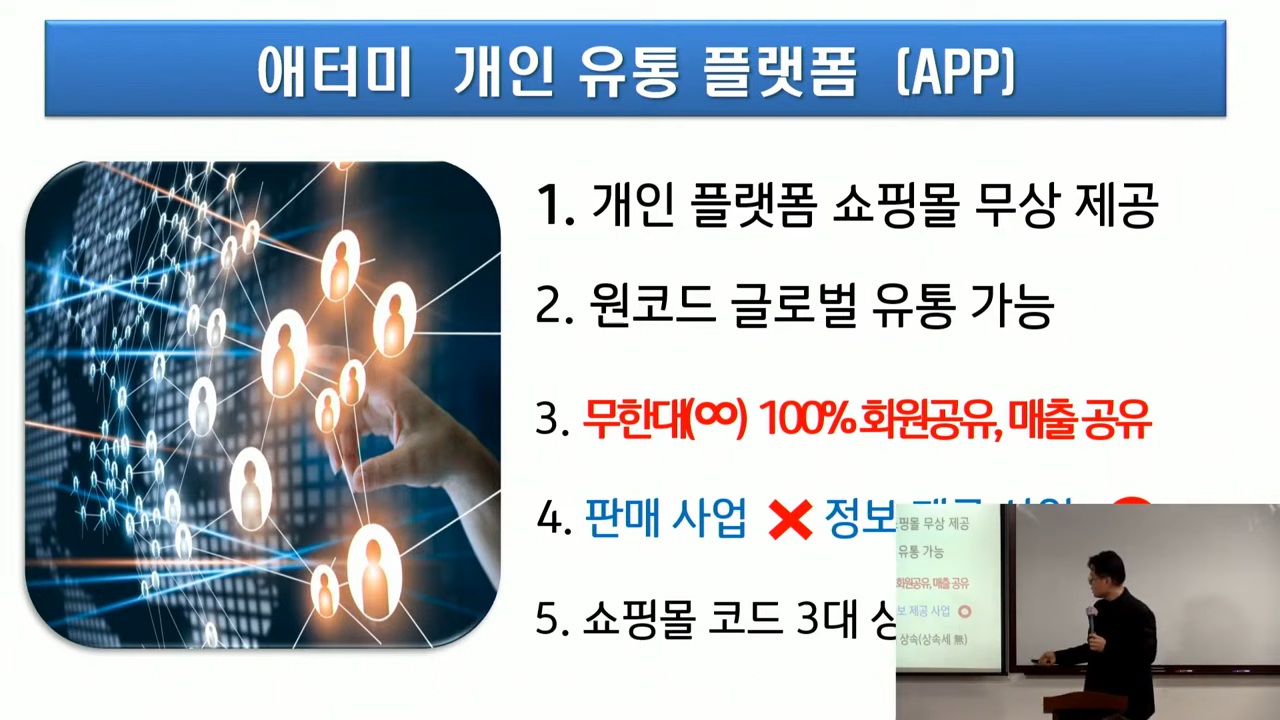 애터미 개인 유통 플랫폼 (APP)
1. 개인 플랫폼 쇼핑몰 무상 제공
2. 원코드 글로벌 유통 가능
3. 무한대(∞) 100% 회원공유, 매출 공유
4. 판매 사업 ❌ 정보 제공 사업
5. 쇼핑몰 코드 3대 상
쇼핑몰 무상 제공
유통 가능
회원공유, 매출 공유
보 제공 사업 ⭕
상속(상속세 無)